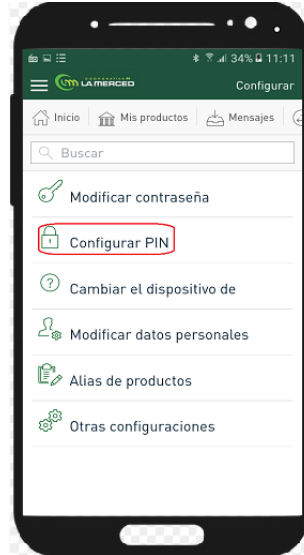 34% 11:11
COOPERATIVA
LA MERCED
Configurar
Inicio Mis productos Mensajes
Buscar
Modificar contraseña
Configurar PIN
Cambiar el dispositivo de
Modificar datos personales
Alias de productos
Otras configuraciones